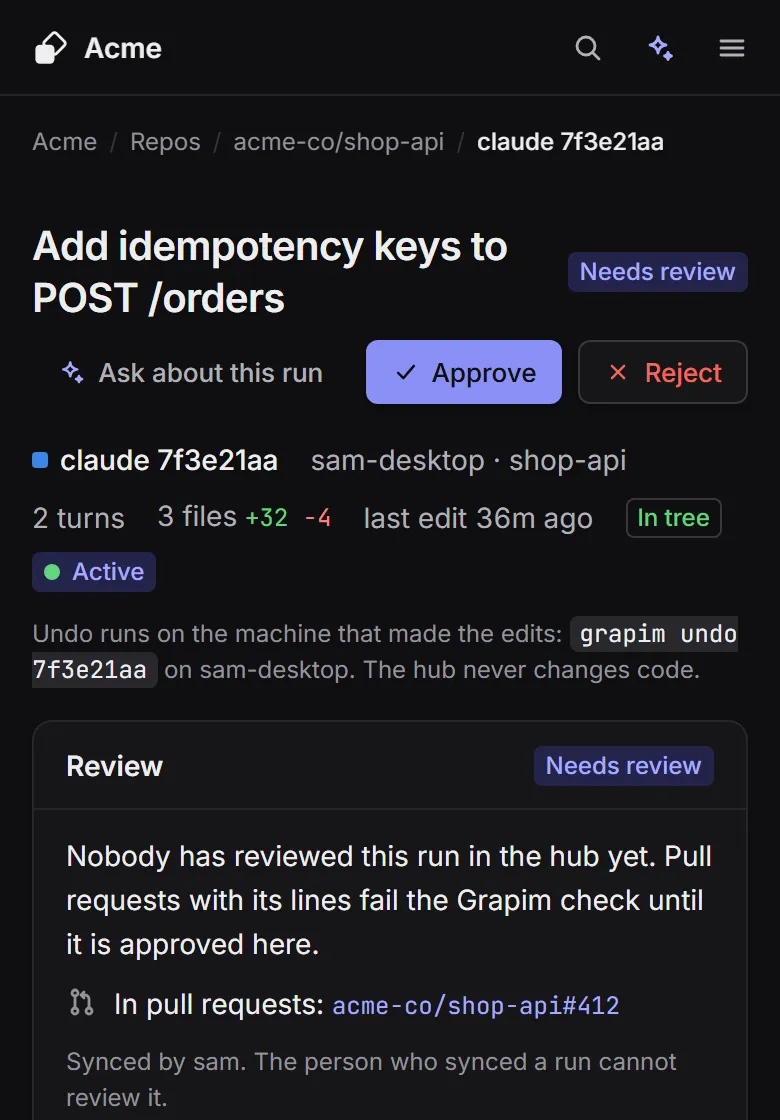 Acme
Acme / Repos / acme-co/shop-api / claude 7f3e21aa
Add idempotency keys to
POST /orders
Needs review
Ask about this run
Approve
Reject
claude 7f3e21aa sam-desktop · shop-api
2 turns 3 files +32 -4 last edit 36m ago In tree
Active
Undo runs on the machine that made the edits: grapim undo
7f3e21aa on sam-desktop. The hub never changes code.
Review
Needs review
Nobody has reviewed this run in the hub yet. Pull
requests with its lines fail the Grapim check until
it is approved here.
In pull requests: acme-co/shop-api#412
Synced by sam. The person who synced a run cannot
review it.